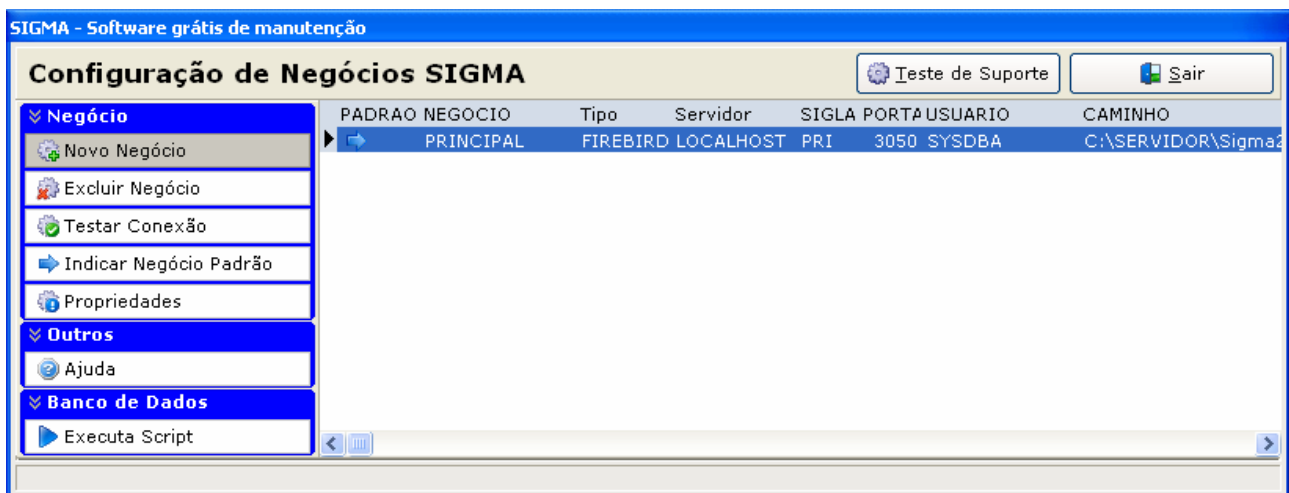 SIGMA - Software grátis de manutenção
Configuração de Negócios SIGMA
Teste de Suporte
Sair
Negócio
Novo Negócio
Excluir Negócio
Testar Conexão
Indicar Negócio Padrão
Propriedades
Outros
Ajuda
Banco de Dados
Executa Script
PADRAO NEGOCIO Tipo Servidor SIGLA PORTA USUARIO CAMINHO
PRINCIPAL FIREBIRD LOCALHOST PRI 3050 SYSDBA C:\SERVIDOR\Sigma2